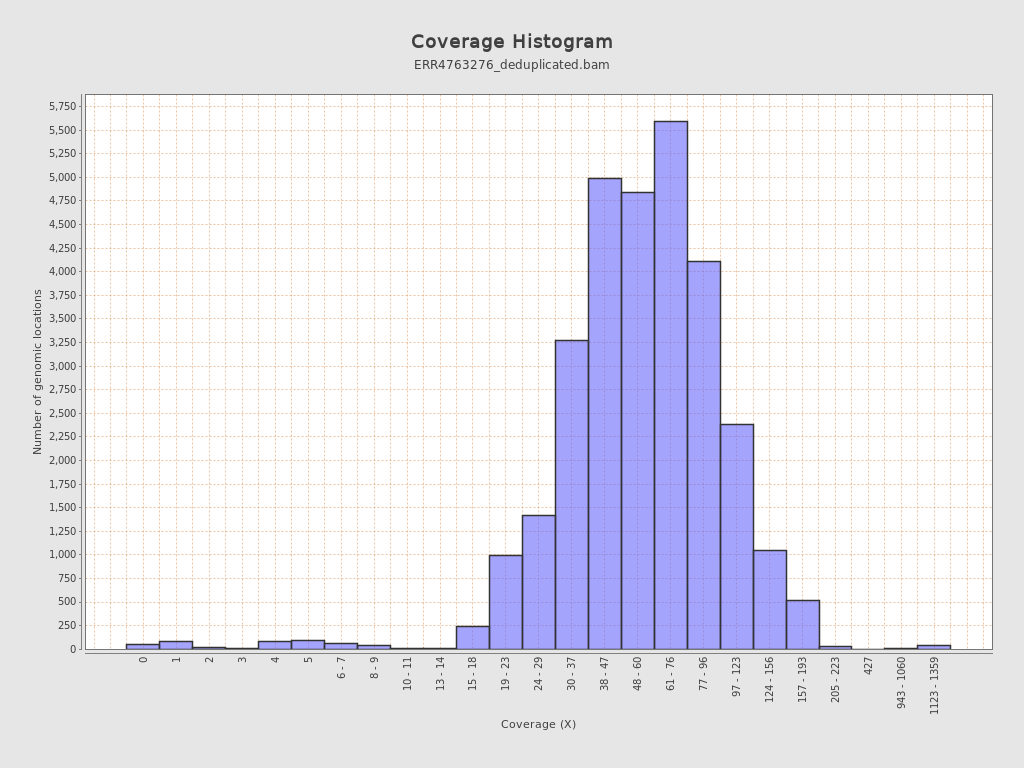 Coverage Histogram
ERR4763276_deduplicated.bam
Number of genomic locations
5,750
5,500
5,250
5,000
4,750
4,500
4,250
4,000
3,750
3,500
3,250
3,000
2,750
2,500
2,250
2,000
1,750
1,500
1,250
1,000
750
500
250
0
0
1
2
3
4
5
6 - 7
8 - 9
10 - 11
13 - 14
15 - 18
19 - 23
24 - 29
30 - 37
38 - 47
48 - 60
61 - 76
77 - 96
97 - 123
124 - 156
157 - 193
205 - 223
427
943 - 1060
1123 - 1359
Coverage (X)